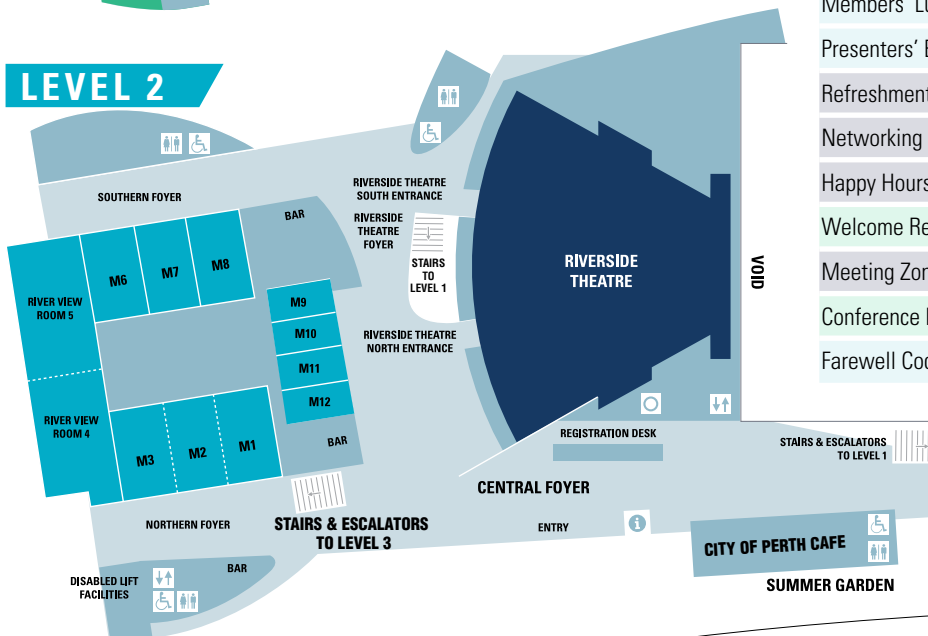 LEVEL 2
SOUTHERN FOYER
BAR
RIVERSIDE THEATRE
SOUTH ENTRANCE
RIVERSIDE
THEATRE
FOYER
STAIRS
TO
LEVEL 1
RIVERSIDE THEATRE
NORTH ENTRANCE
RIVERSIDE
THEATRE
VOID
M6
M7
M8
RIVER VIEW
ROOM 5
M9
M10
M11
M12
RIVER VIEW
ROOM 4
M3
M2
M1
BAR
REGISTRATION DESK
STAIRS & ESCALATORS
TO LEVEL 1
CENTRAL FOYER
NORTHERN FOYER
STAIRS & ESCALATORS
TO LEVEL 3
ENTRY
CITY OF PERTH CAFE
SUMMER GARDEN
BAR
DISABLED LIFT
FACILITIES
Members' Lu
Presenters' B
Refreshment
Networking
Happy Hours
Welcome Re
Meeting Zon
Conference
Farewell Coc